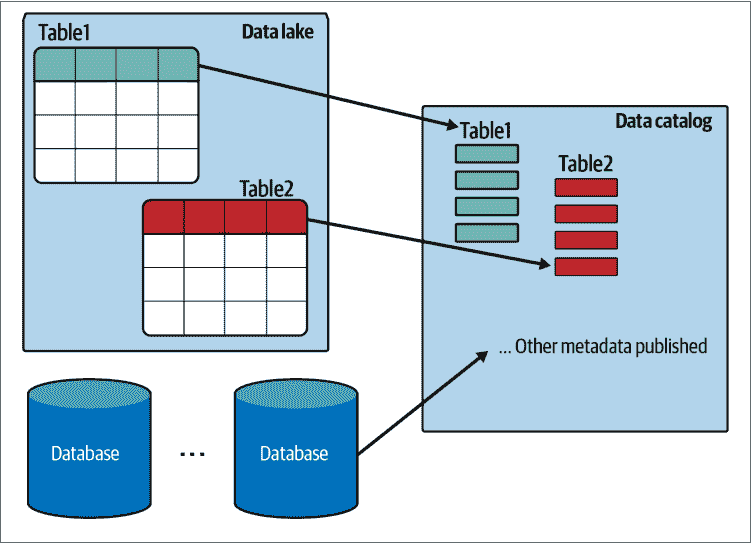 Table1
Data lake
Table2
Data catalog
Table1
Table2
... Other metadata published
Database
...
Database